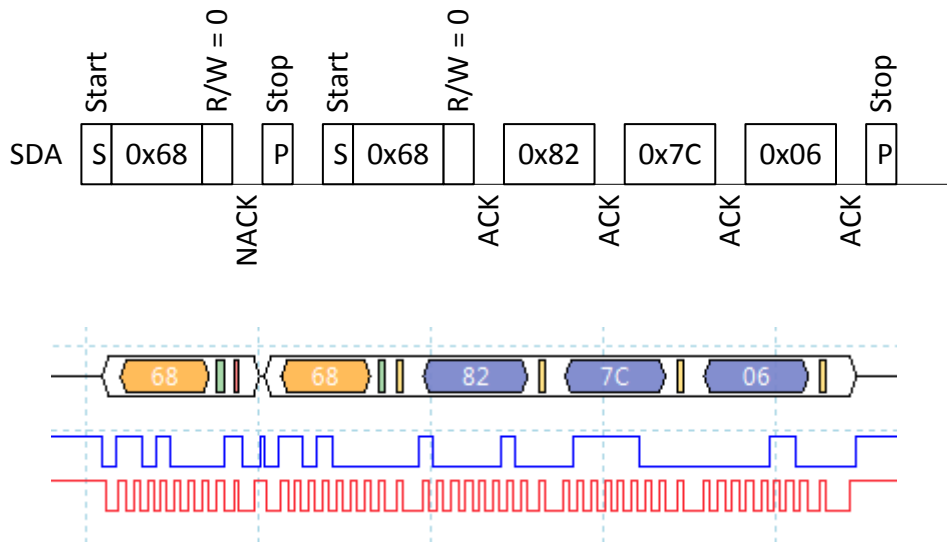 Start
R/W = 0
Stop
Start
R/W = 0
Stop
SDA S 0x68 P S 0x68 0x82 0x7C 0x06 P
NACK
ACK
ACK
ACK
ACK
68 68 82 7C 06